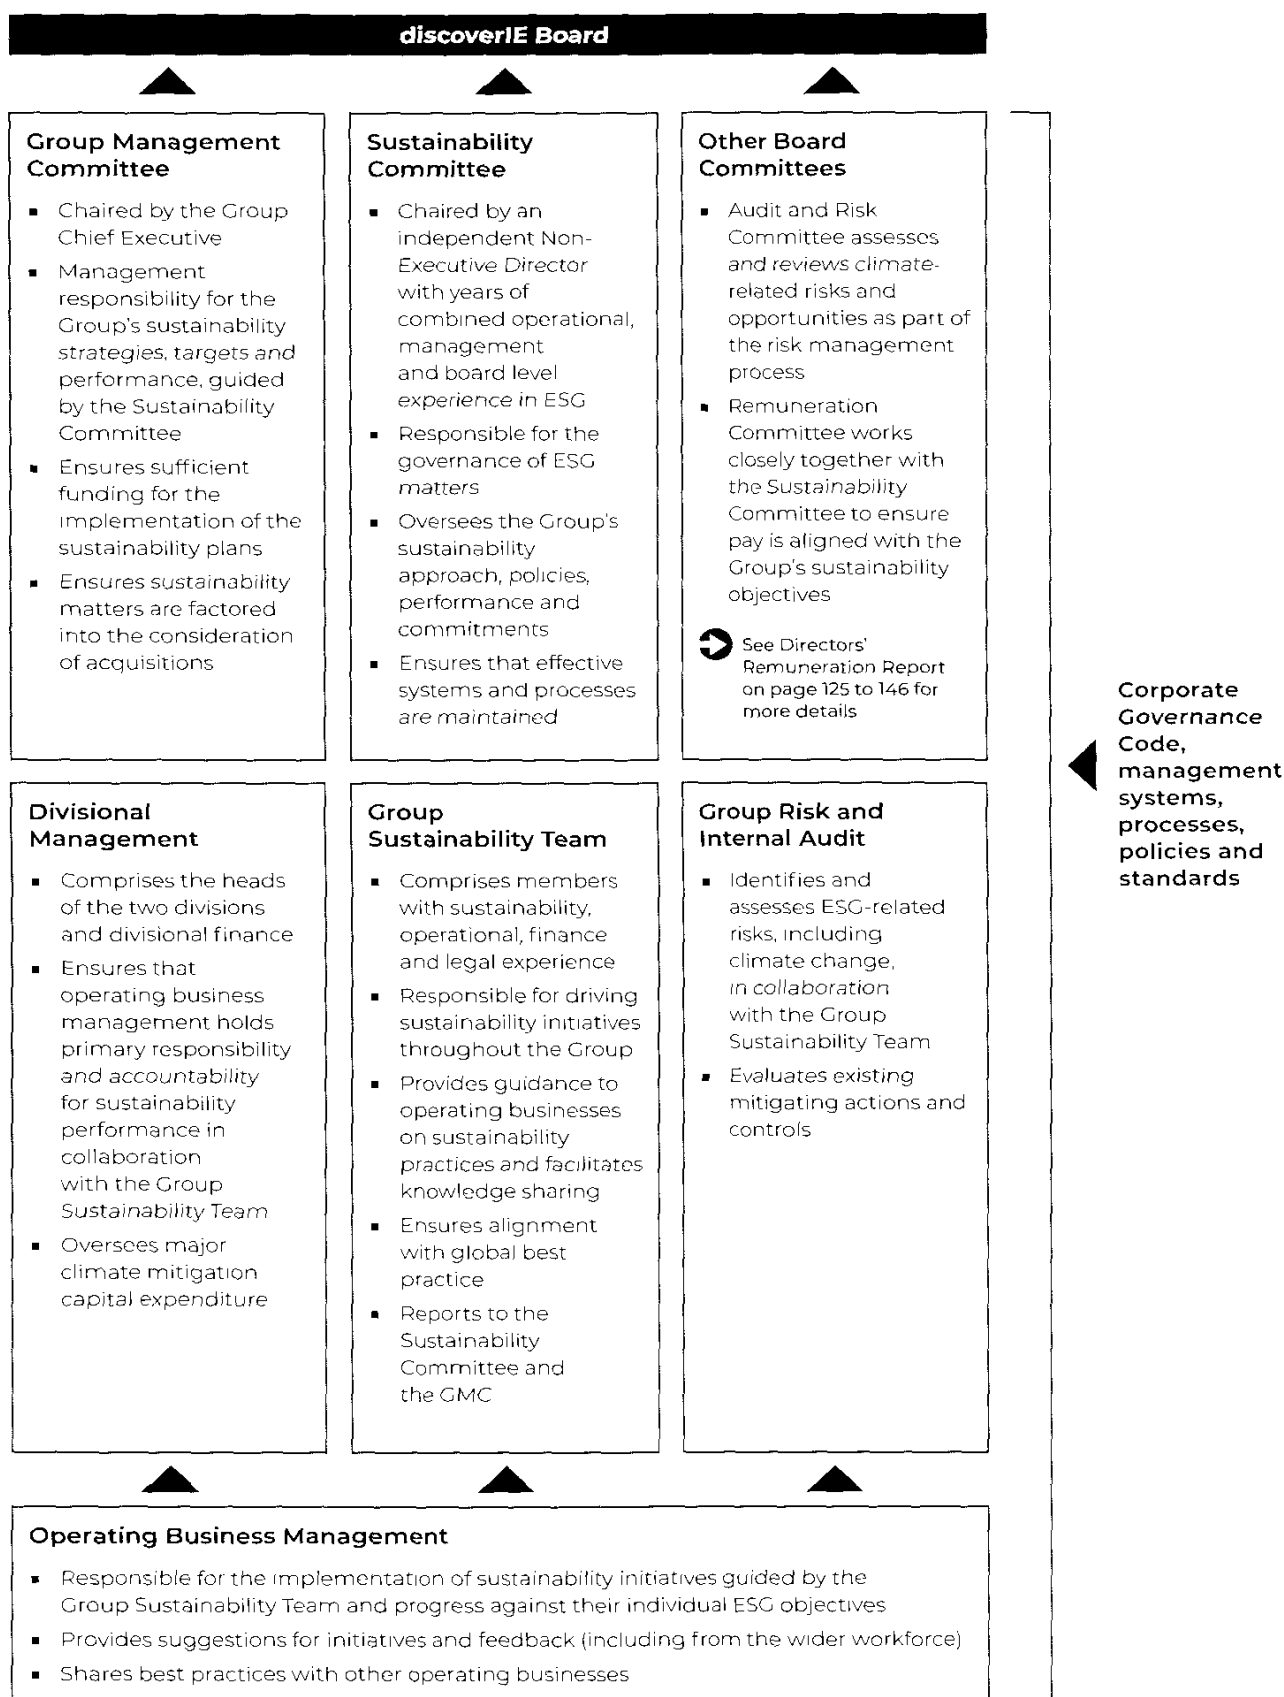 discoverIE Board
Group Management
Committee
▪ Chaired by the Group
Chief Executive
▪ Management
responsibility for the
Group's sustainability
strategies, targets and
performance, guided
by the Sustainability
Committee
▪ Ensures sufficient
funding for the
implementation of the
sustainability plans
▪ Ensures sustainability
matters are factored
into the consideration
of acquisitions
Sustainability
Committee
▪ Chaired by an
independent Non-
Executive Director
with years of
combined operational,
management
and board level
experience in ESG
▪ Responsible for the
governance of ESG
matters
▪ Oversees the Group's
sustainability
approach, policies,
performance and
commitments
▪ Ensures that effective
systems and processes
are maintained
Other Board
Committees
▪ Audit and Risk
Committee assesses
and reviews climate-
related risks and
opportunities as part of
the risk management
process
▪ Remuneration
Committee works
closely together with
the Sustainability
Committee to ensure
pay is aligned with the
Group's sustainability
objectives
See Directors'
Remuneration Report
on page 125 to 146 for
more details
Divisional
Management
▪ Comprises the heads
of the two divisions
and divisional finance
▪ Ensures that
operating business
management holds
primary responsibility
and accountability
for sustainability
performance in
collaboration
with the Group
Sustainability Team
▪ Oversees major
climate mitigation
capital expenditure
Group
Sustainability Team
▪ Comprises members
with sustainability,
operational, finance
and legal experience
▪ Responsible for driving
sustainability initiatives
throughout the Group
▪ Provides guidance to
operating businesses
on sustainability
practices and facilitates
knowledge sharing
▪ Ensures alignment
with global best
practice
▪ Reports to the
Sustainability
Committee and
the GMC
Group Risk and
Internal Audit
▪ Identifies and
assesses ESG-related
risks, including
climate change,
in collaboration
with the Group
Sustainability Team
▪ Evaluates existing
mitigating actions and
controls
Operating Business Management
▪ Responsible for the implementation of sustainability initiatives guided by the
Group Sustainability Team and progress against their individual ESG objectives
▪ Provides suggestions for initiatives and feedback (including from the wider workforce)
▪ Shares best practices with other operating businesses
Corporate
Governance
Code,
management
systems,
processes,
policies and
standards